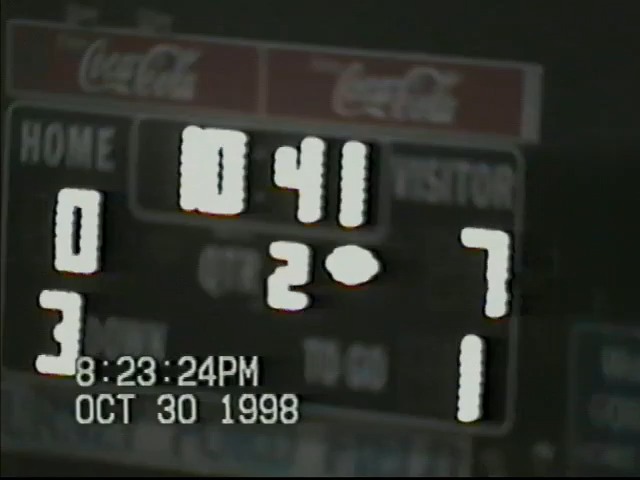 Coca-Cola Coca-Cola
HOME 10 41 VISITOR
0 QTR 2 7
3 DOWN TO GO 1
8:23:24PM
OCT 30 1998